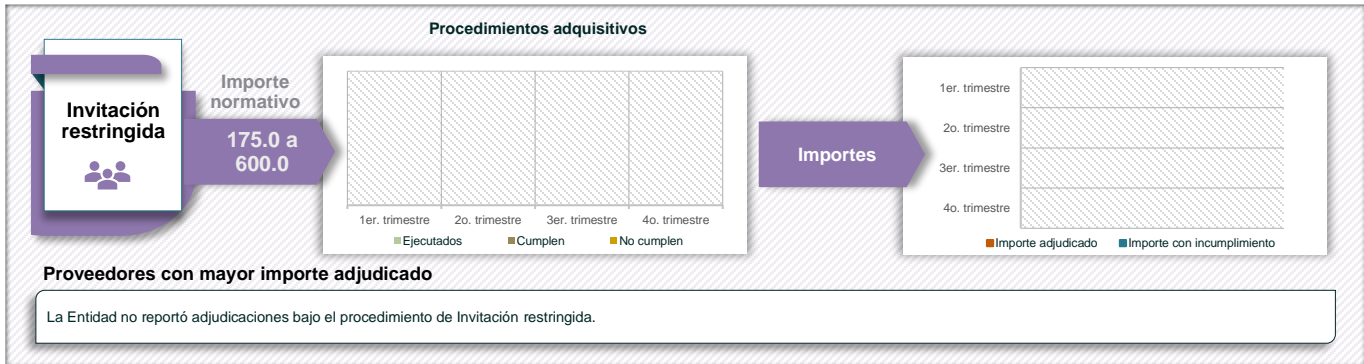 Procedimientos adquisitivos
Invitación
restringida
Importe
normativo
175.0 a
600.0
1er. trimestre 2o. trimestre 3er. trimestre 4o. trimestre
Ejecutados Cumplen No cumplen
Importes
1er. trimestre
2o. trimestre
3er. trimestre
4o. trimestre
Importe adjudicado Importe con incumplimiento
Proveedores con mayor importe adjudicado
La Entidad no reportó adjudicaciones bajo el procedimiento de Invitación restringida.